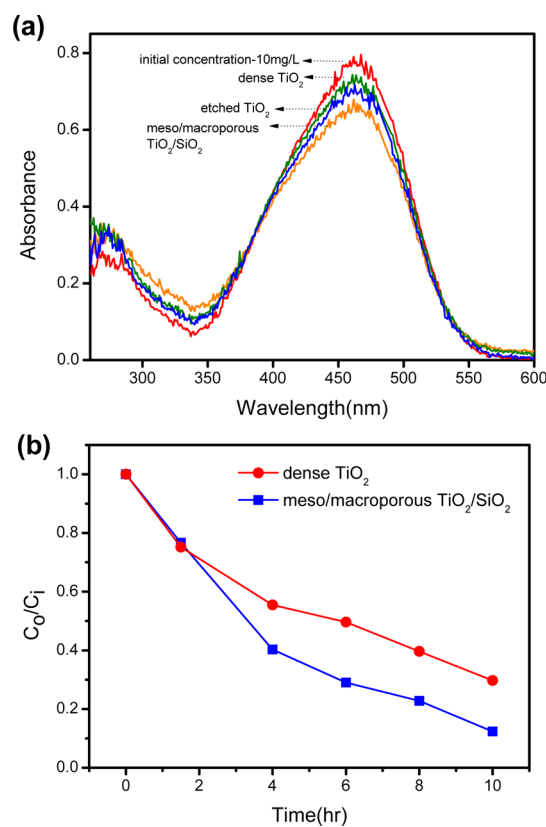 (a)
0.8
0.6
0.4
0.2
0.0
Absorbance
initial concentration-10mg/L
dense TiO₂
etched TiO₂
meso/macroporous
TiO₂/SiO₂
300 350 400 450 500 550 600
Wavelength(nm)
(b)
1.0
0.8
0.6
0.4
0.2
0.0
C₀/Cᵢ
dense TiO₂
meso/macroporous TiO₂/SiO₂
0 2 4 6 8 10
Time(hr)